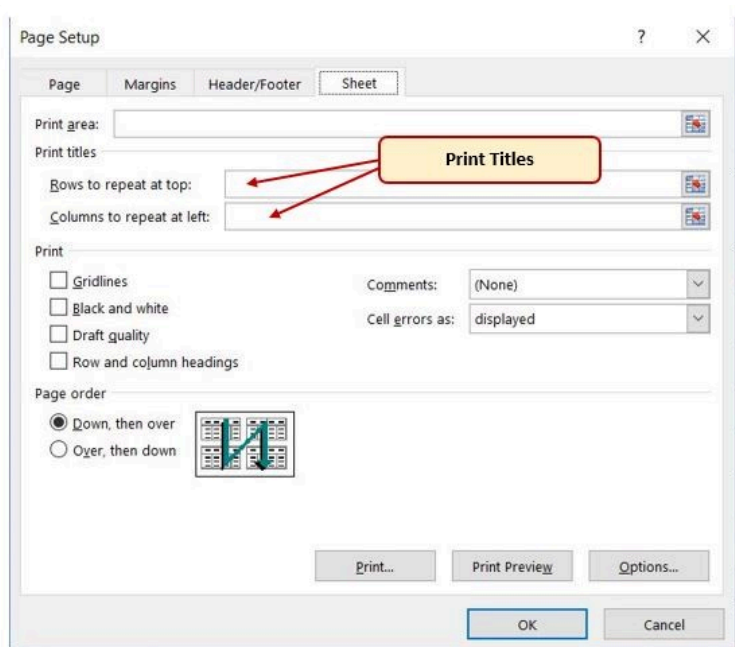 Page Setup
? ×
Page Margins Header/Footer Sheet
Print area:
Print titles
Print Titles
Rows to repeat at top:
Columns to repeat at left:
Print
Gridlines
Comments: (None)
Black and white
Cell errors as: displayed
Draft quality
Row and column headings
Page order
Down, then over
Over, then down
Print... Print Preview Options...
OK Cancel